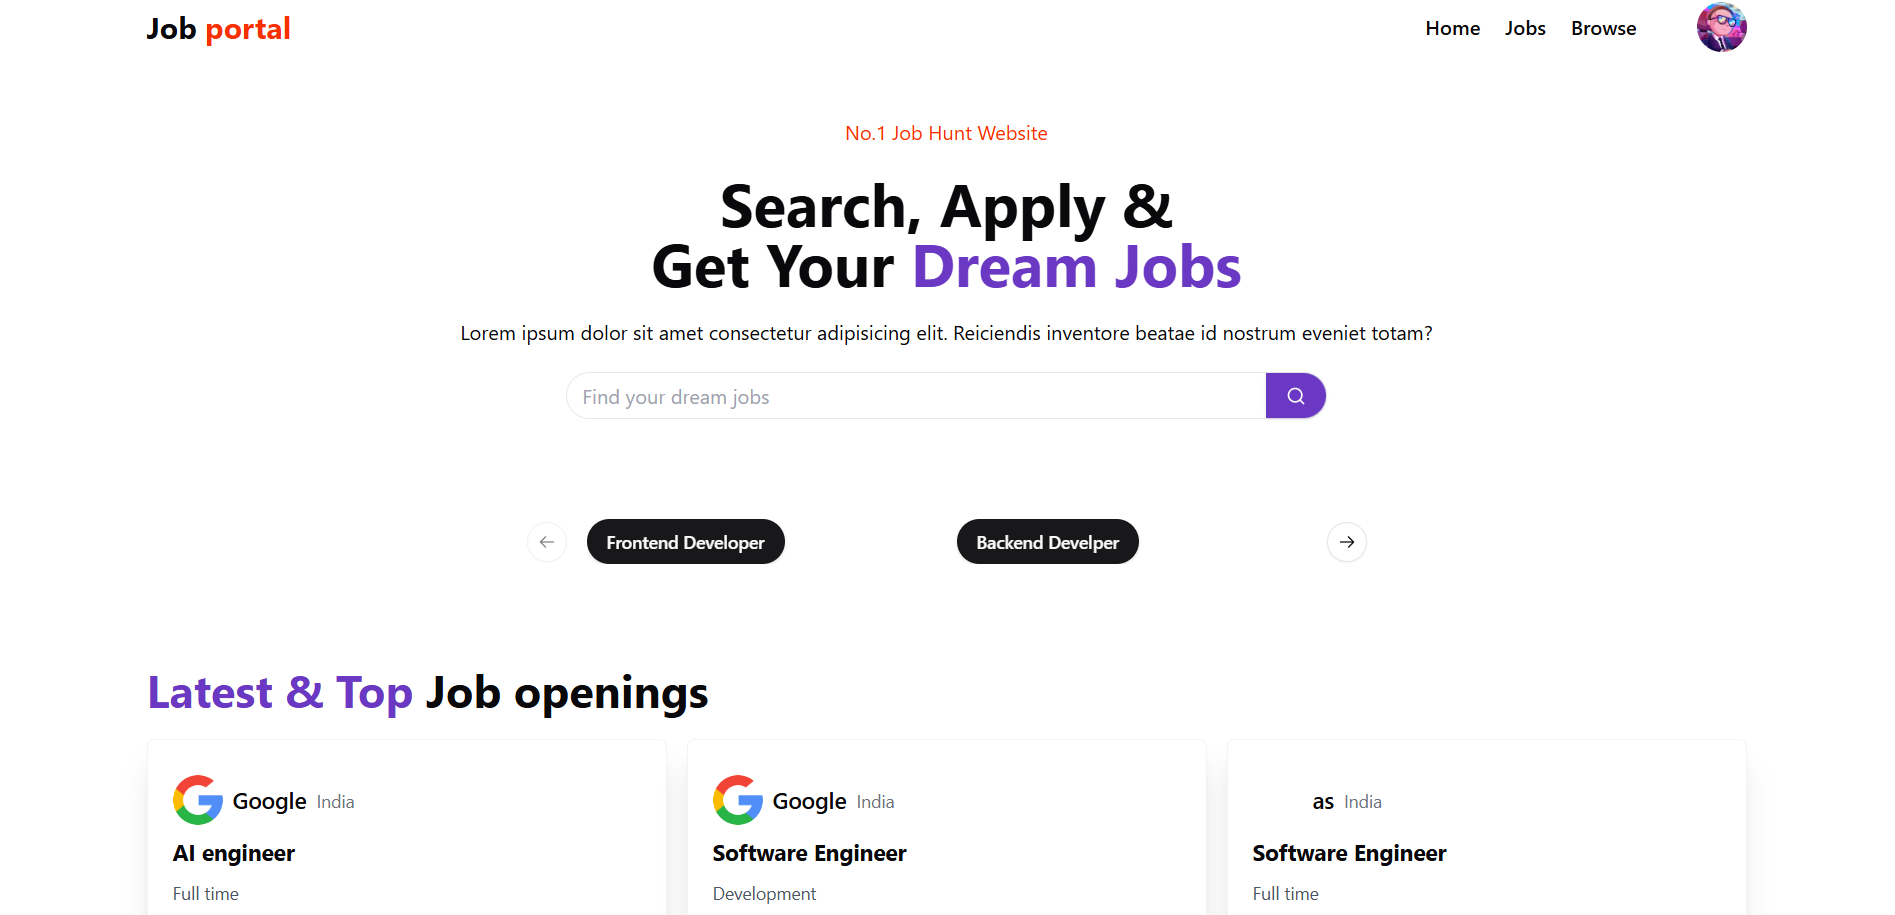 Job portal
Home Jobs Browse
No.1 Job Hunt Website
Search, Apply &
Get Your Dream Jobs
Lorem ipsum dolor sit amet consectetur adipisicing elit. Reiciendis inventore beatae id nostrum eveniet totam?
Find your dream jobs
Frontend Developer
Backend Develper
Latest & Top Job openings
Google India
AI engineer
Full time
Google India
Software Engineer
Development
as India
Software Engineer
Full time